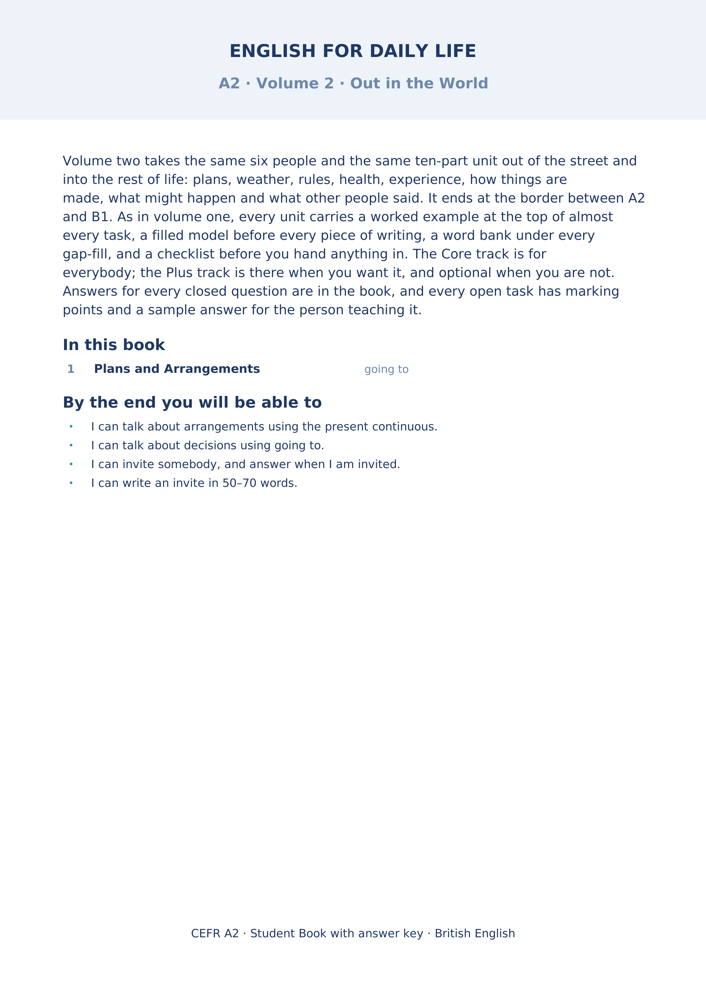 ENGLISH FOR DAILY LIFE
A2 · Volume 2 · Out in the World
Volume two takes the same six people and the same ten-part unit out of the street and
into the rest of life: plans, weather, rules, health, experience, how things are
made, what might happen and what other people said. It ends at the border between A2
and B1. As in volume one, every unit carries a worked example at the top of almost
every task, a filled model before every piece of writing, a word bank under every
gap-fill, and a checklist before you hand anything in. The Core track is for
everybody; the Plus track is there when you want it, and optional when you are not.
Answers for every closed question are in the book, and every open task has marking
points and a sample answer for the person teaching it.
In this book
1 Plans and Arrangements going to
By the end you will be able to
· I can talk about arrangements using the present continuous.
· I can talk about decisions using going to.
· I can invite somebody, and answer when I am invited.
· I can write an invite in 50–70 words.
CEFR A2 · Student Book with answer key · British English